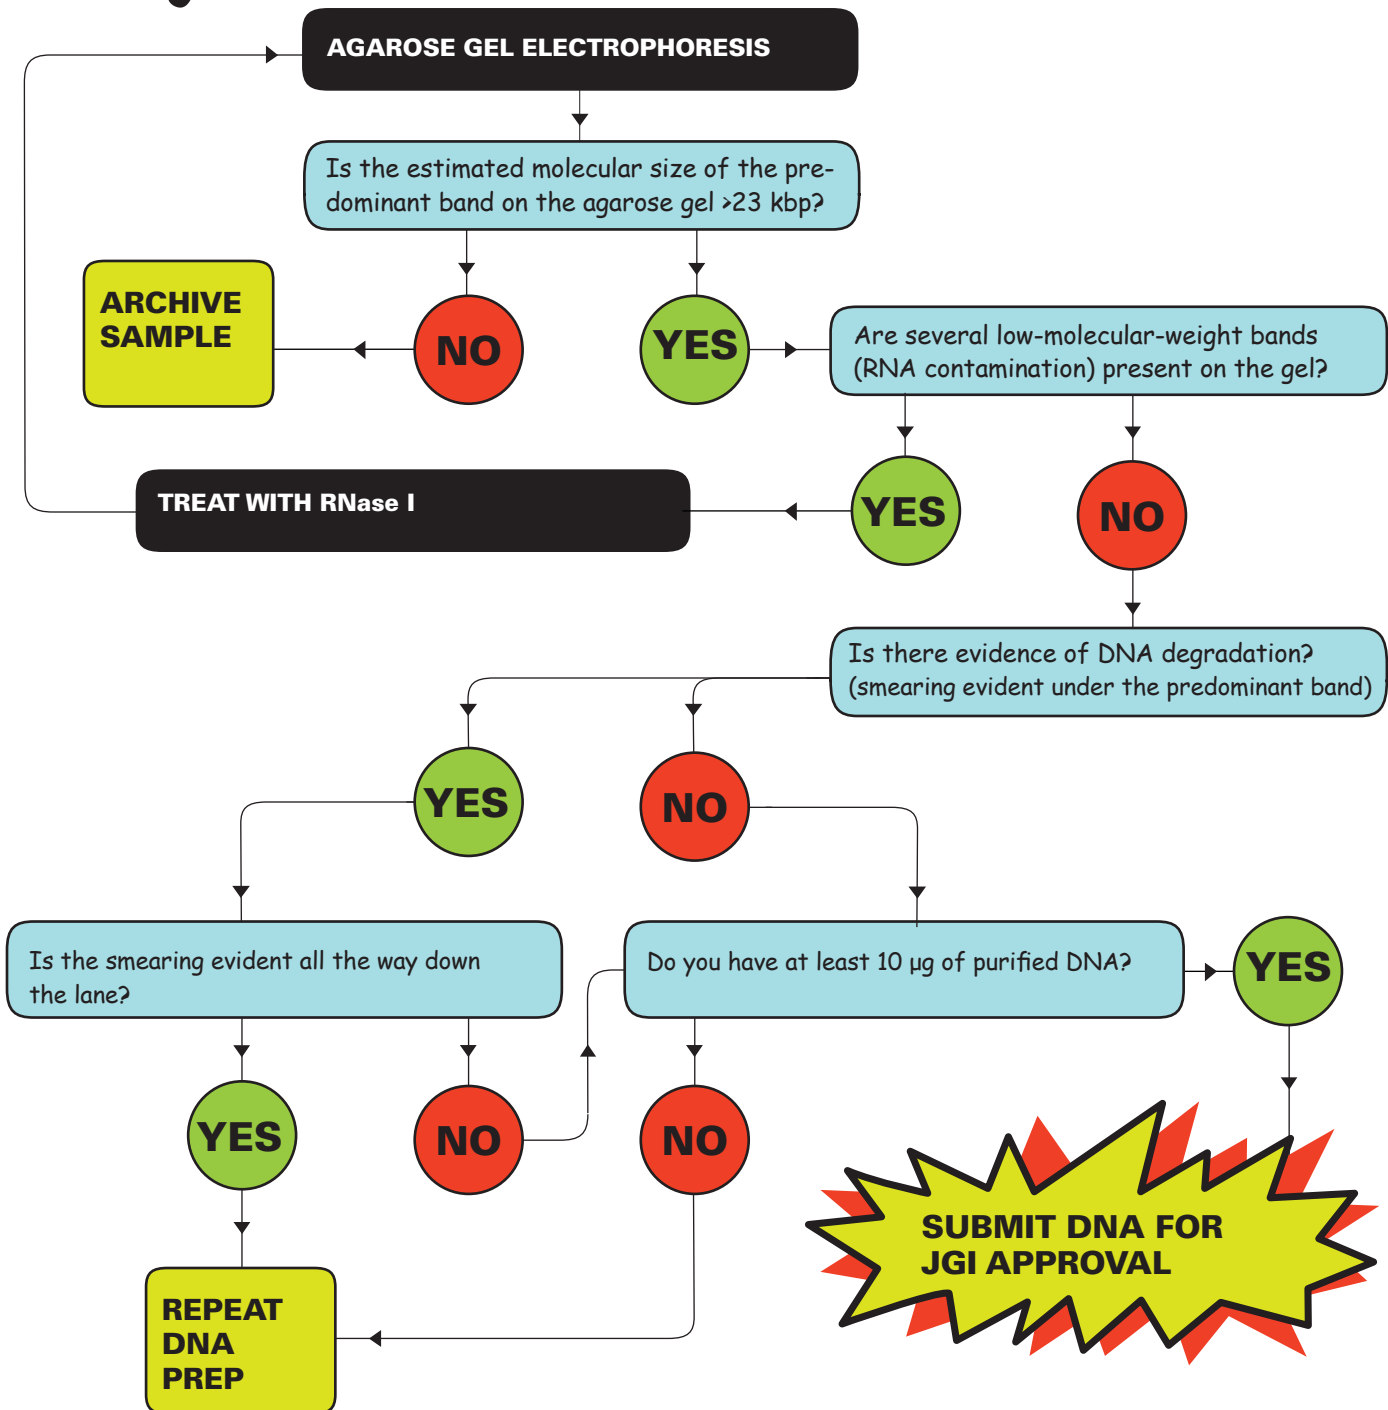 AGAROSE GEL ELECTROPHORESIS
Is the estimated molecular size of the pre-
dominant band on the agarose gel >23 kbp?
ARCHIVE
SAMPLE
NO
YES
Are several low-molecular-weight bands
(RNA contamination) present on the gel?
TREAT WITH RNase I
YES
NO
Is there evidence of DNA degradation?
(smearing evident under the predominant band)
YES
NO
Is the smearing evident all the way down
the lane?
Do you have at least 10 µg of purified DNA?
YES
YES
NO
NO
SUBMIT DNA FOR
JGI APPROVAL
REPEAT
DNA
PREP